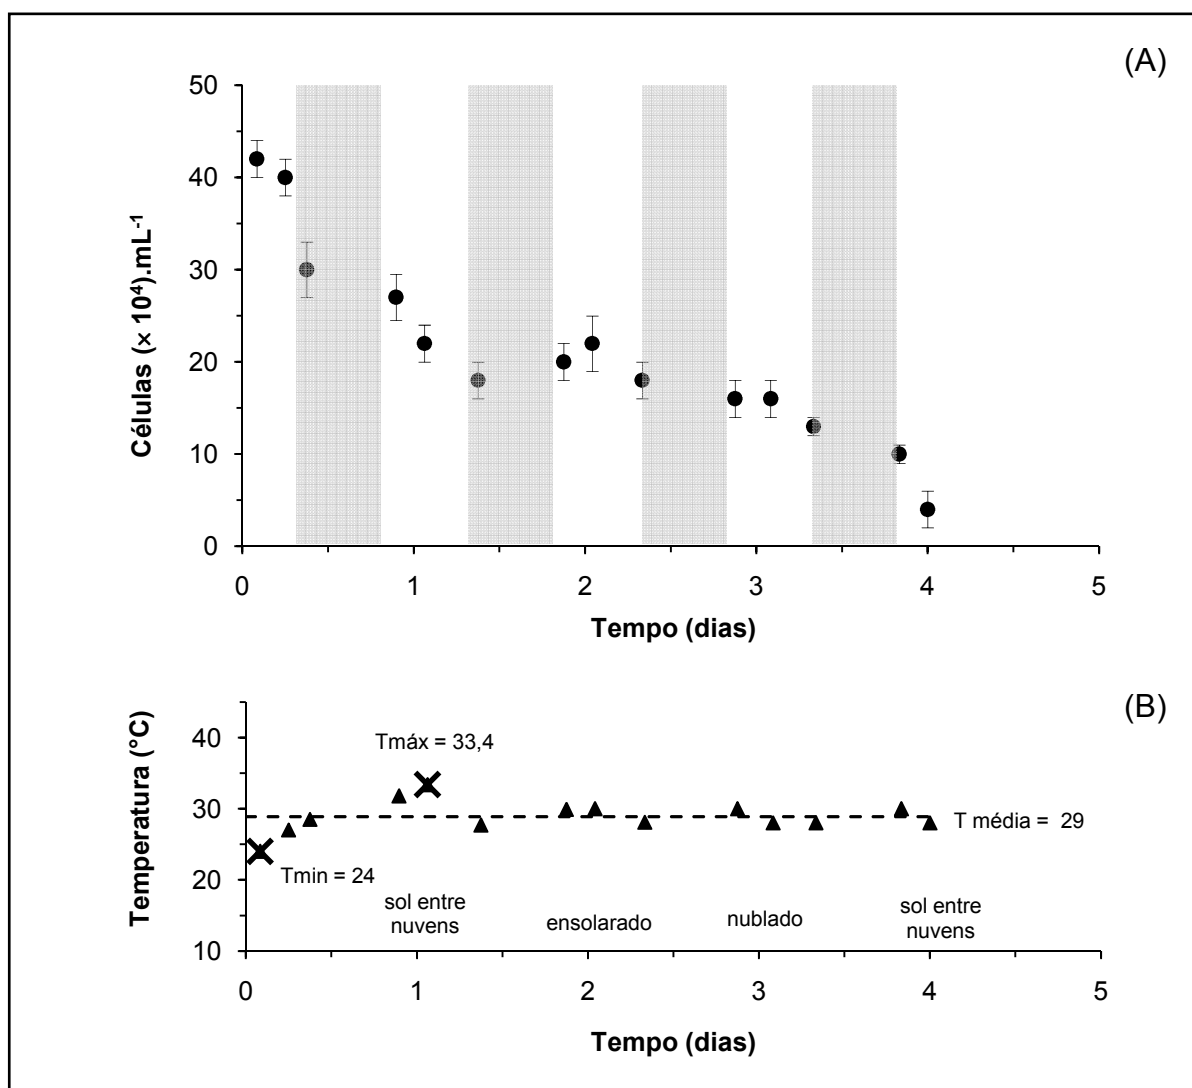 (A)
50
40
30
20
10
0
Células (× 10⁴).mL⁻¹
0 1 2 3 4 5
Tempo (dias)
(B)
40
30
20
10
Temperatura (°C)
Tmáx = 33,4
T média = 29
Tmin = 24
sol entre
nuvens
ensolarado
nublado
sol entre
nuvens
0 1 2 3 4 5
Tempo (dias)